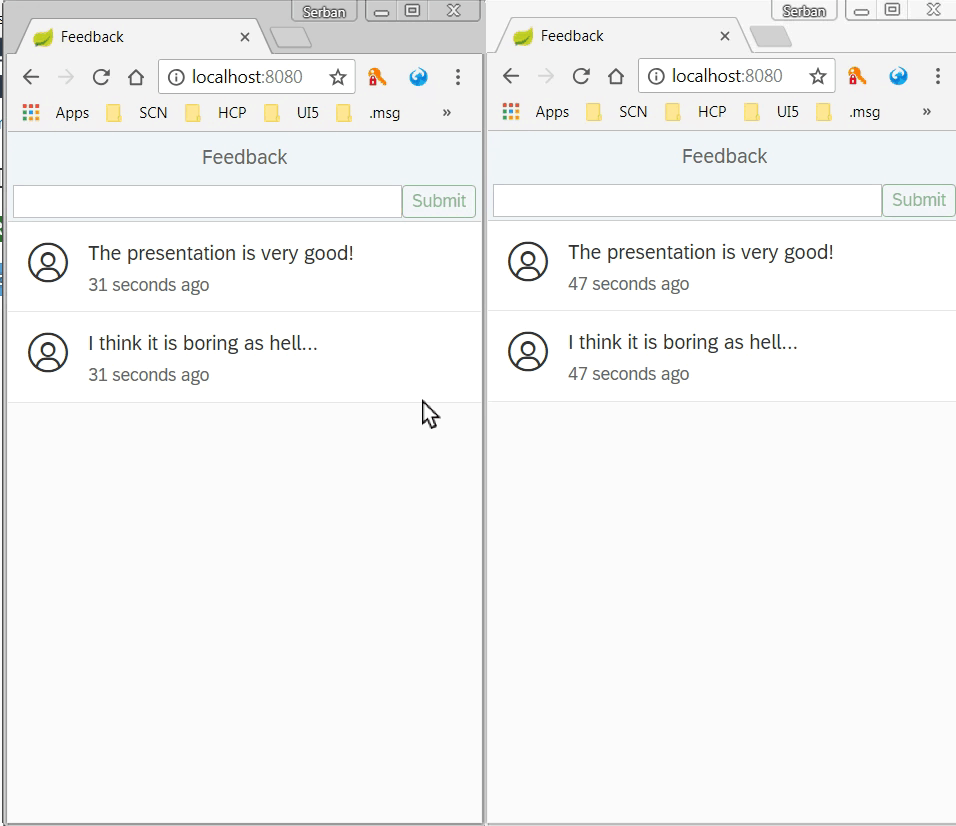 Serban
Feedback
localhost:8080
Apps SCN HCP UI5 .msg »
Feedback
Submit
The presentation is very good!
31 seconds ago
I think it is boring as hell...
31 seconds ago
Serban
Feedback
localhost:8080
Apps SCN HCP UI5 .msg »
Feedback
Submit
The presentation is very good!
47 seconds ago
I think it is boring as hell...
47 seconds ago